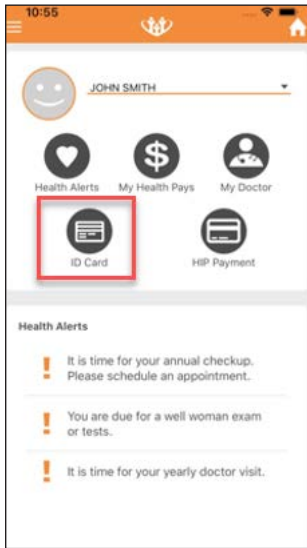 10:55
JOHN SMITH
Health Alerts
My Health Pays
My Doctor
ID Card
HIP Payment
Health Alerts
It is time for your annual checkup.
Please schedule an appointment.
You are due for a well woman exam
or tests.
It is time for your yearly doctor visit.